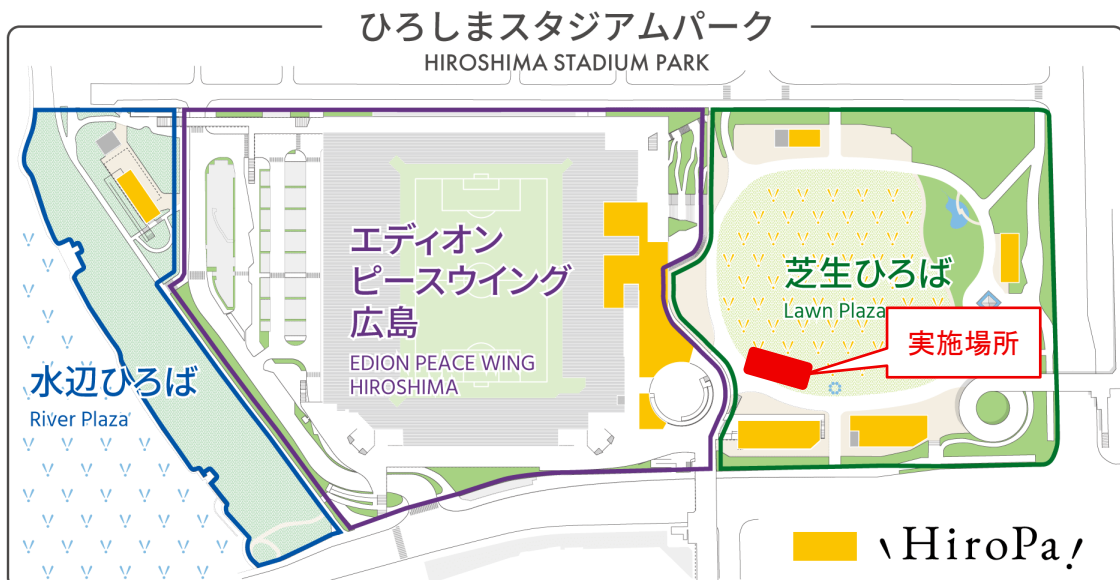 ひろしまスタジアムパーク
HIROSHIMA STADIUM PARK
エディオン
ピースウイング
広島
EDION PEACE WING
HIROSHIMA
芝生ひろば
Lawn Plaza
実施場所
水辺ひろば
River Plaza
HiroPa!